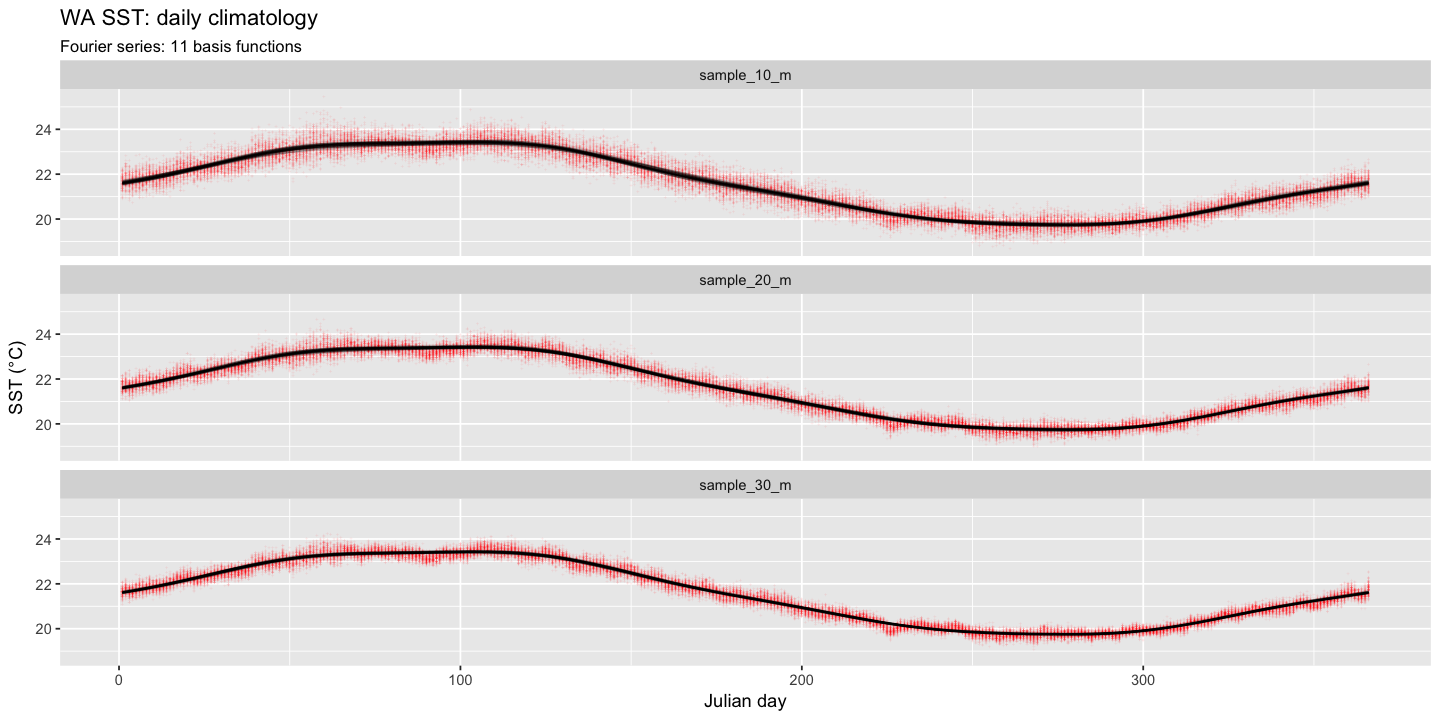 WA SST: daily climatology
Fourier series: 11 basis functions
sample_10_m
24
22
20
sample_20_m
24
22
20
SST (°C)
sample_30_m
24
22
20
0 100 200 300
Julian day